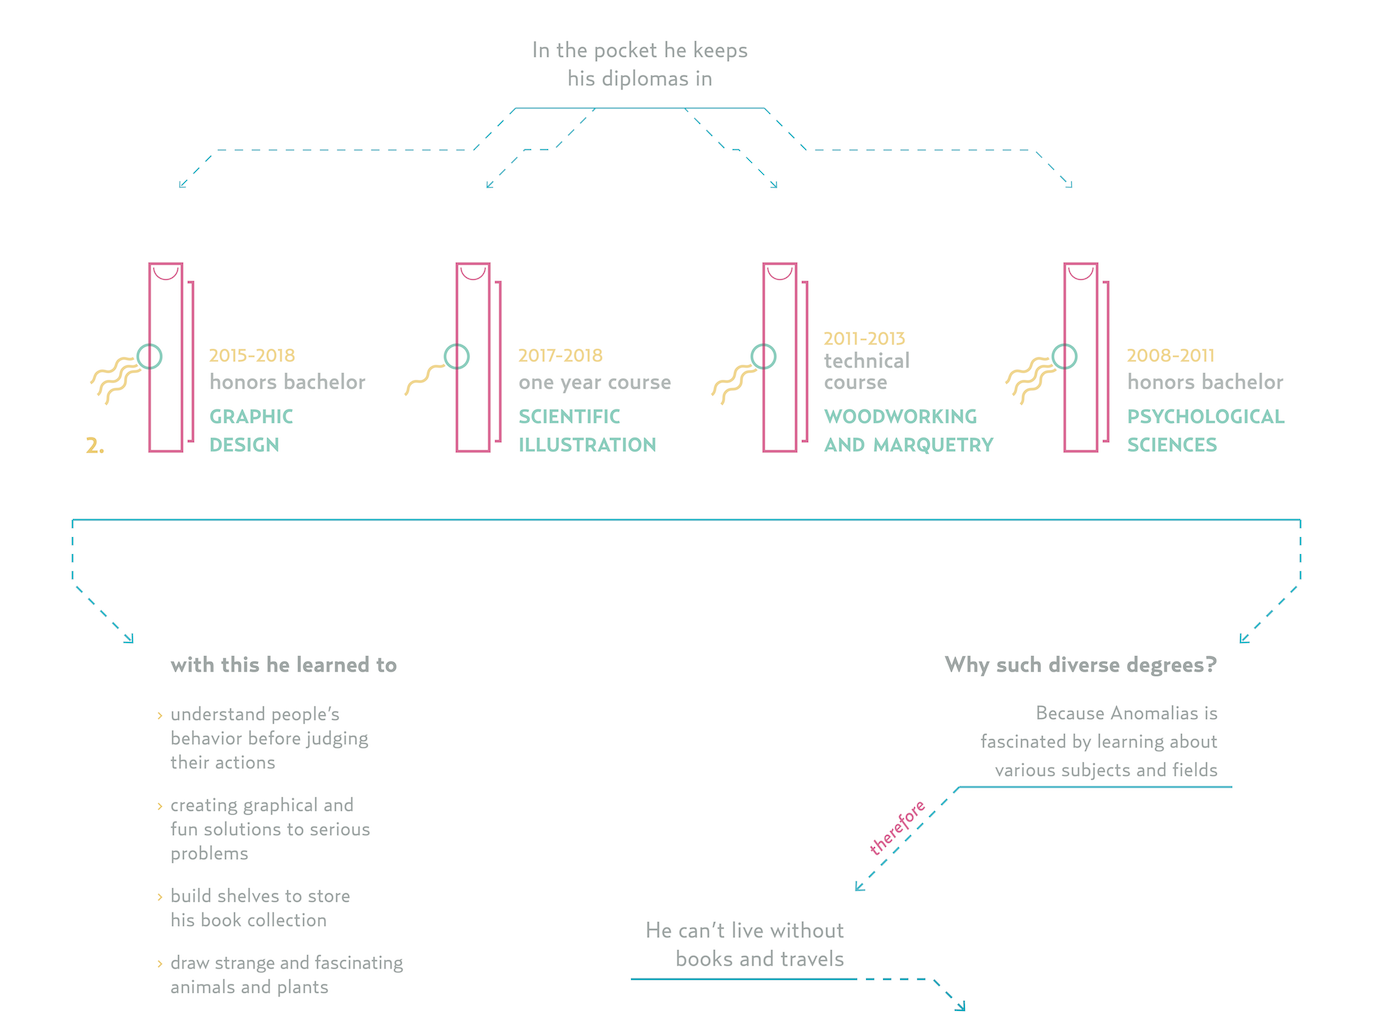 In the pocket he keeps
his diplomas in
2.
2015-2018
honors bachelor
GRAPHIC
DESIGN
2017-2018
one year course
SCIENTIFIC
ILLUSTRATION
2011-2013
technical
course
WOODWORKING
AND MARQUETRY
2008-2011
honors bachelor
PSYCHOLOGICAL
SCIENCES
with this he learned to
› understand people's
behavior before judging
their actions
› creating graphical and
fun solutions to serious
problems
› build shelves to store
his book collection
› draw strange and fascinating
animals and plants
Why such diverse degrees?
Because Anomalias is
fascinated by learning about
various subjects and fields
therefore
He can't live without
books and travels